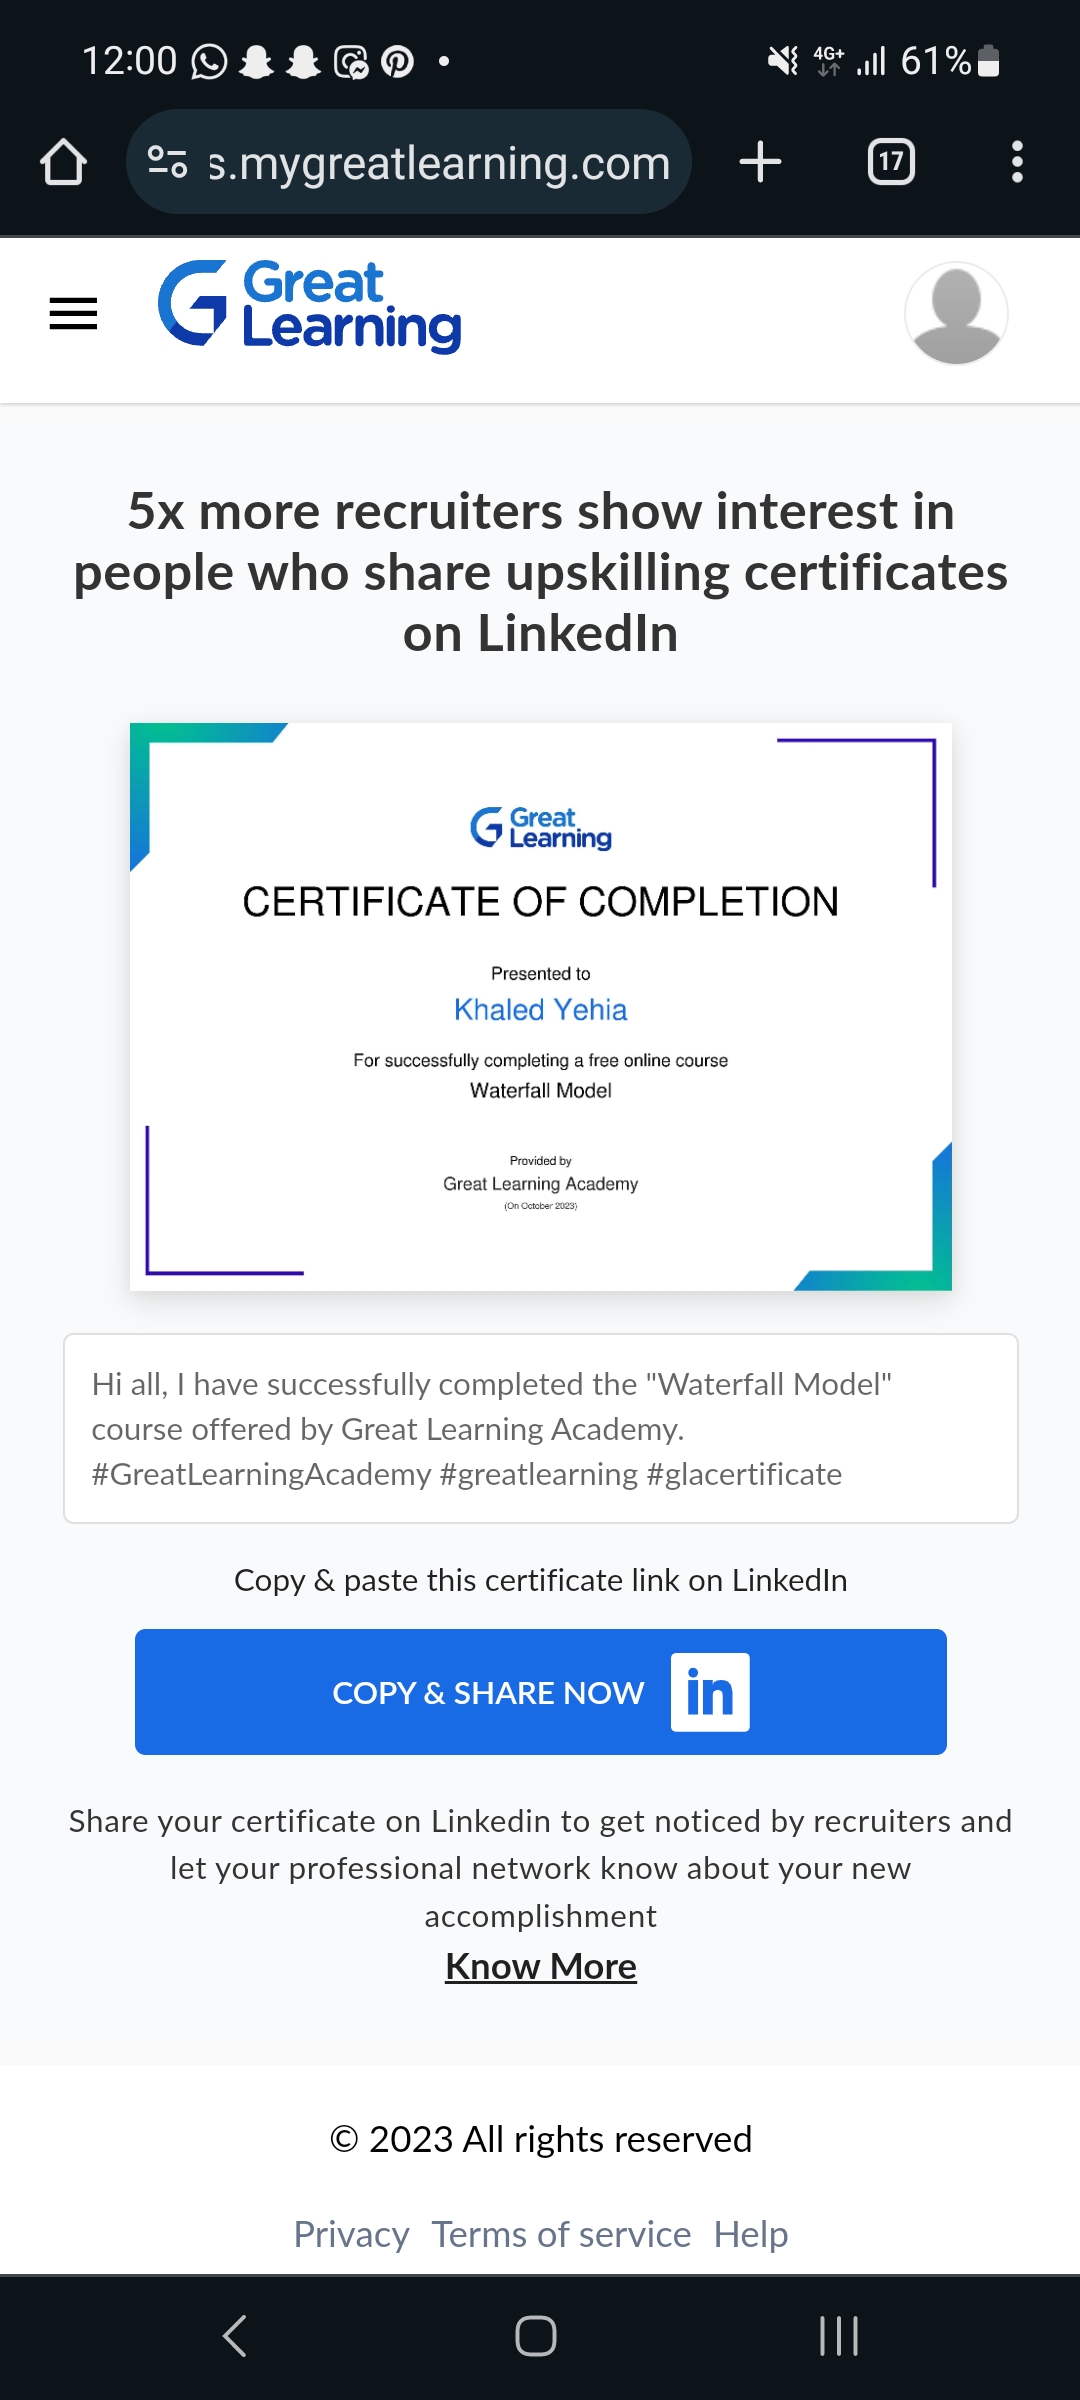 12:00
4G+
61%
s.mygreatlearning.com
17
Great
Learning
5x more recruiters show interest in
people who share upskilling certificates
on LinkedIn
Great
Learning
CERTIFICATE OF COMPLETION
Presented to
Khaled Yehia
For successfully completing a free online course
Waterfall Model
Provided by
Great Learning Academy
(On October 2023)
Hi all, I have successfully completed the "Waterfall Model"
course offered by Great Learning Academy.
#GreatLearningAcademy #greatlearning #glacertificate
Copy & paste this certificate link on LinkedIn
COPY & SHARE NOW in
Share your certificate on Linkedin to get noticed by recruiters and
let your professional network know about your new
accomplishment
Know More
© 2023 All rights reserved
Privacy Terms of service Help